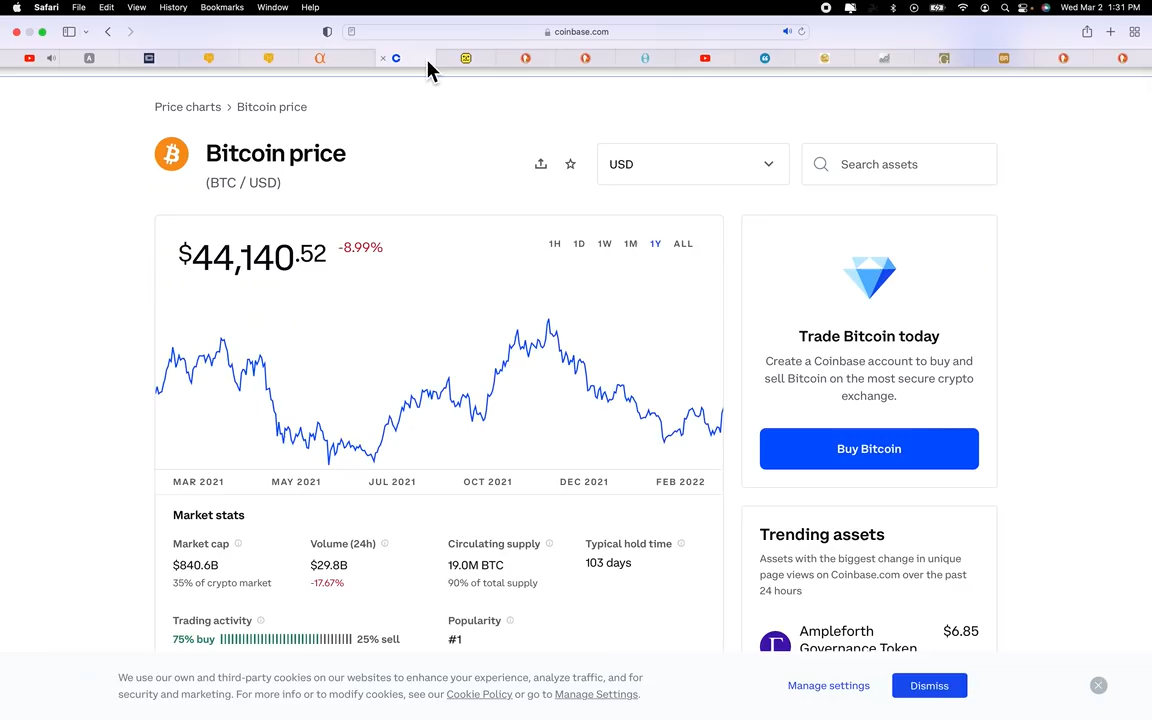 Safari File Edit View History Bookmarks Window Help Wed Mar 2 1:31 PM
coinbase.com
Price charts > Bitcoin price
Bitcoin price
(BTC / USD)
USD
Search assets
$44,140.52 -8.99%
1H 1D 1W 1M 1Y ALL
MAR 2021 MAY 2021 JUL 2021 OCT 2021 DEC 2021 FEB 2022
Trade Bitcoin today
Create a Coinbase account to buy and
sell Bitcoin on the most secure crypto
exchange.
Buy Bitcoin
Market stats
Market cap Volume (24h) Circulating supply Typical hold time
$840.6B $29.8B 19.0M BTC 103 days
35% of crypto market -17.67% 90% of total supply
Trading activity Popularity
75% buy 25% sell #1
Trending assets
Assets with the biggest change in unique
page views on Coinbase.com over the past
24 hours
Ampleforth $6.85
Governance Token
We use our own and third-party cookies on our websites to enhance your experience, analyze traffic, and for
security and marketing. For more info or to modify cookies, see our Cookie Policy or go to Manage Settings.
Manage settings
Dismiss